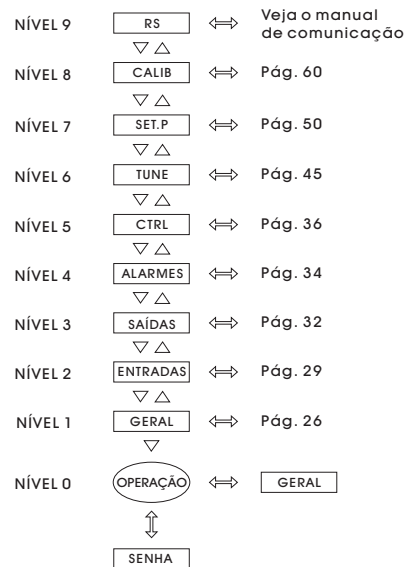 NÍVEL 9 RS Veja o manual
de comunicação
NÍVEL 8 CALIB Pág. 60
NÍVEL 7 SET.P Pág. 50
NÍVEL 6 TUNE Pág. 45
NÍVEL 5 CTRL Pág. 36
NÍVEL 4 ALARMES Pág. 34
NÍVEL 3 SAÍDAS Pág. 32
NÍVEL 2 ENTRADAS Pág. 29
NÍVEL 1 GERAL Pág. 26
NÍVEL 0 OPERAÇÃO GERAL
SENHA